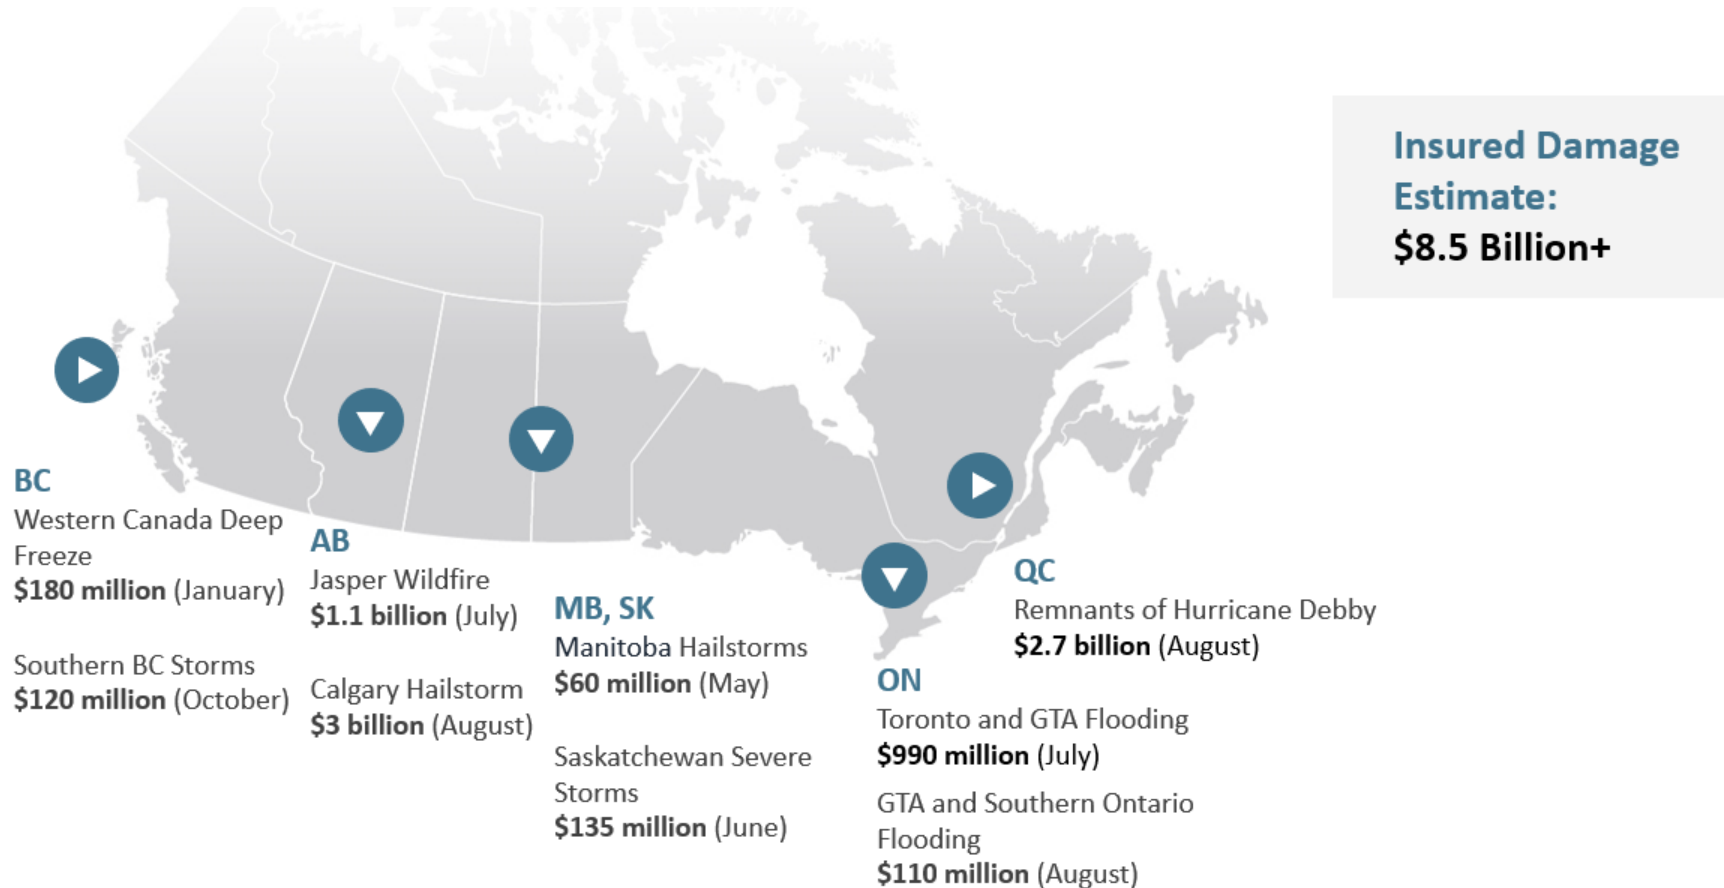 Insured Damage
Estimate:
$8.5 Billion+
BC
Western Canada Deep
Freeze
$180 million (January)
Southern BC Storms
$120 million (October)
AB
Jasper Wildfire
$1.1 billion (July)
Calgary Hailstorm
$3 billion (August)
MB, SK
Manitoba Hailstorms
$60 million (May)
Saskatchewan Severe
Storms
$135 million (June)
ON
Toronto and GTA Flooding
$990 million (July)
GTA and Southern Ontario
Flooding
$110 million (August)
QC
Remnants of Hurricane Debby
$2.7 billion (August)